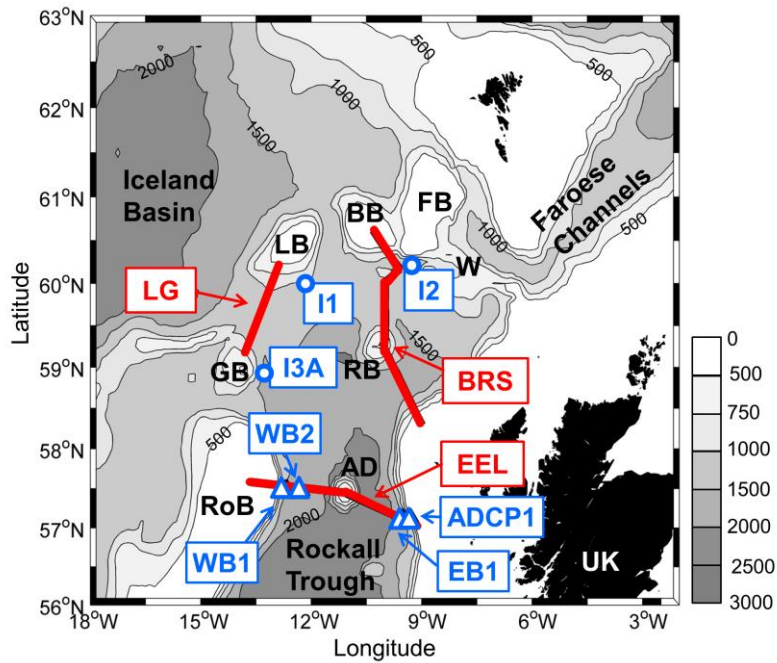 63°N
62°N
61°N
60°N
59°N
58°N
57°N
56°N
Latitude
18°W
15°W
12°W
9°W
6°W
3°W
Longitude
2000
500
1000
1500
500
Iceland
Basin
BB
FB
Faroese
Channels
1000
500
LB
W
LG
I1
I2
1500
GB
I3A
RB
BRS
500
WB2
AD
EEL
RoB
2000
ADCP1
WB1
Rockall
Trough
EB1
UK
0
500
750
1000
1500
2000
2500
3000